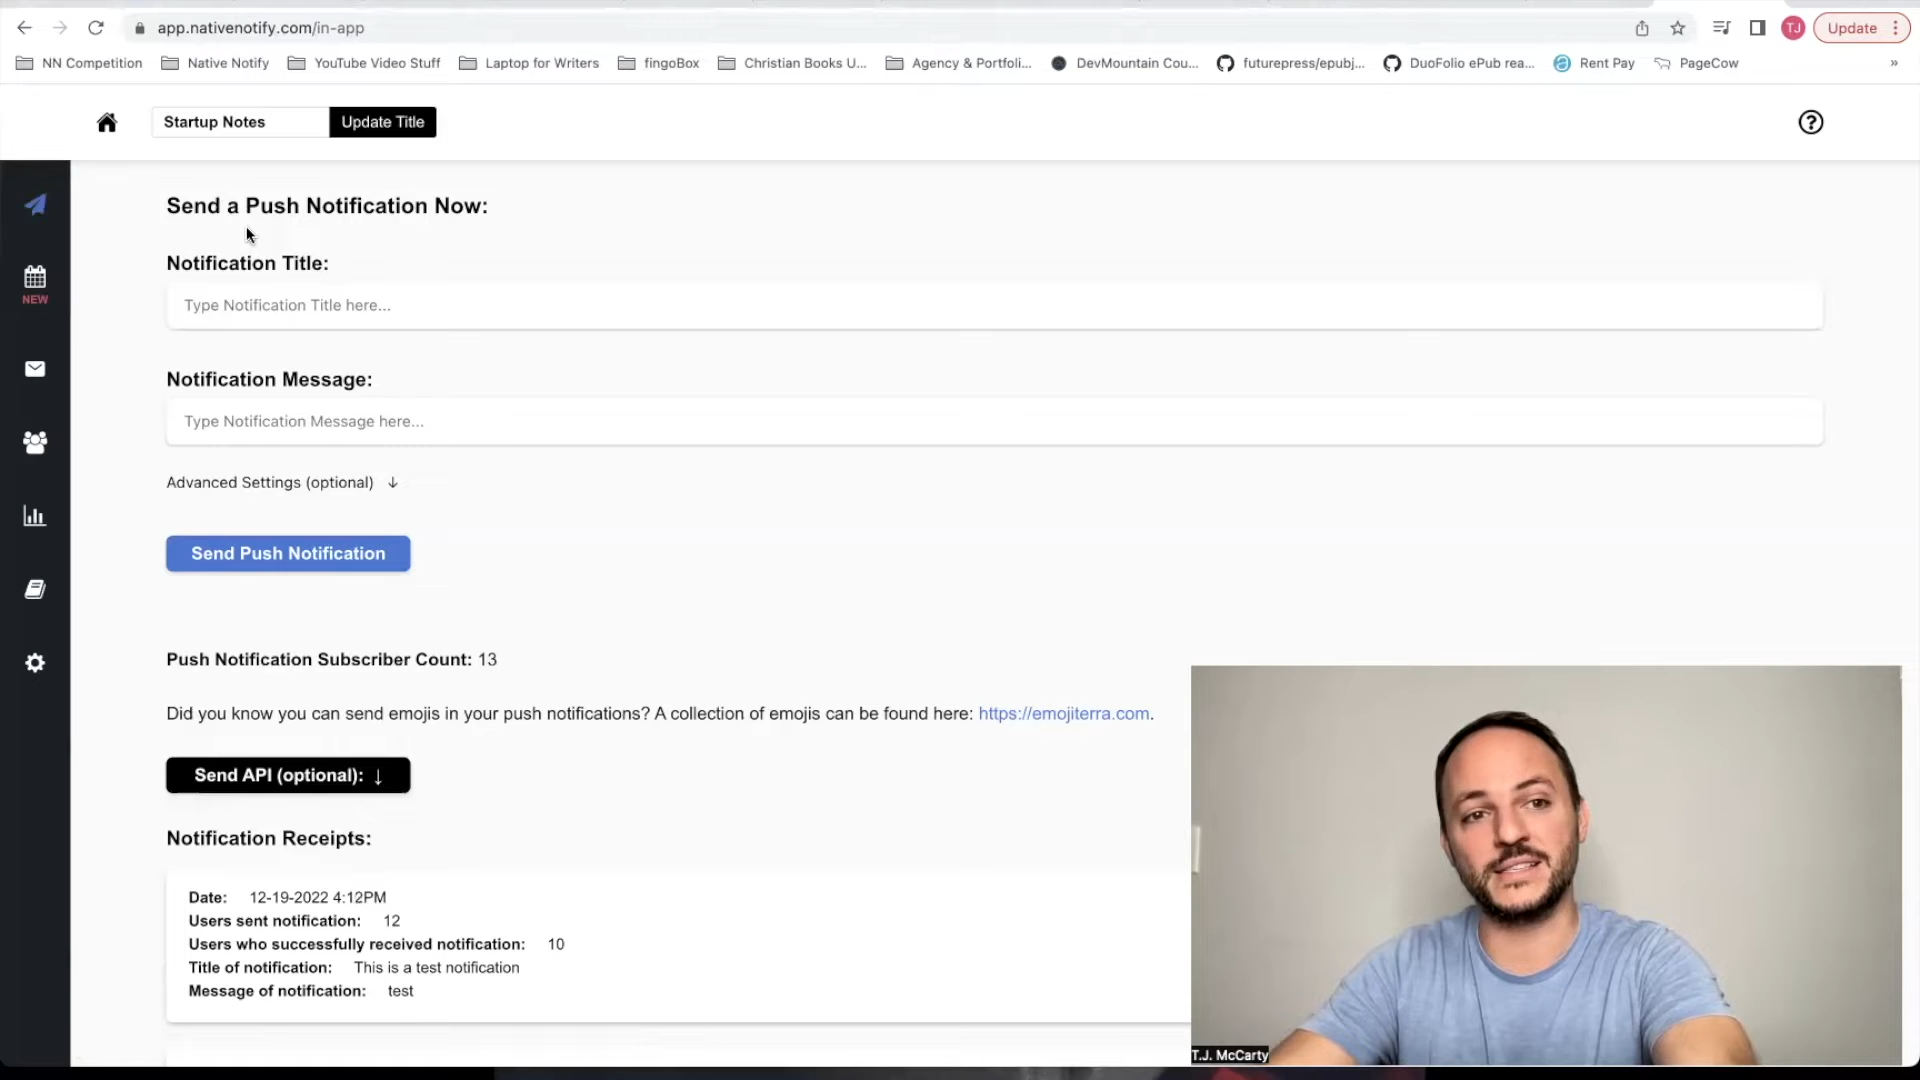 app.nativenotify.com/in-app
TJ
Update
NN Competition
Native Notify
YouTube Video Stuff
Laptop for Writers
fingoBox
Christian Books U...
Agency & Portfoli...
DevMountain Cou...
futurepress/epubj...
DuoFolio ePub rea...
Rent Pay
PageCow
»
Startup Notes
Update Title
Send a Push Notification Now:
NEW
Notification Title:
Type Notification Title here...
Notification Message:
Type Notification Message here...
Advanced Settings (optional) ↓
Send Push Notification
Push Notification Subscriber Count: 13
Did you know you can send emojis in your push notifications? A collection of emojis can be found here: https://emojiterra.com.
Send API (optional): ↓
Notification Receipts:
Date: 12-19-2022 4:12PM
Users sent notification: 12
Users who successfully received notification: 10
Title of notification: This is a test notification
Message of notification: test
T.J. McCarty